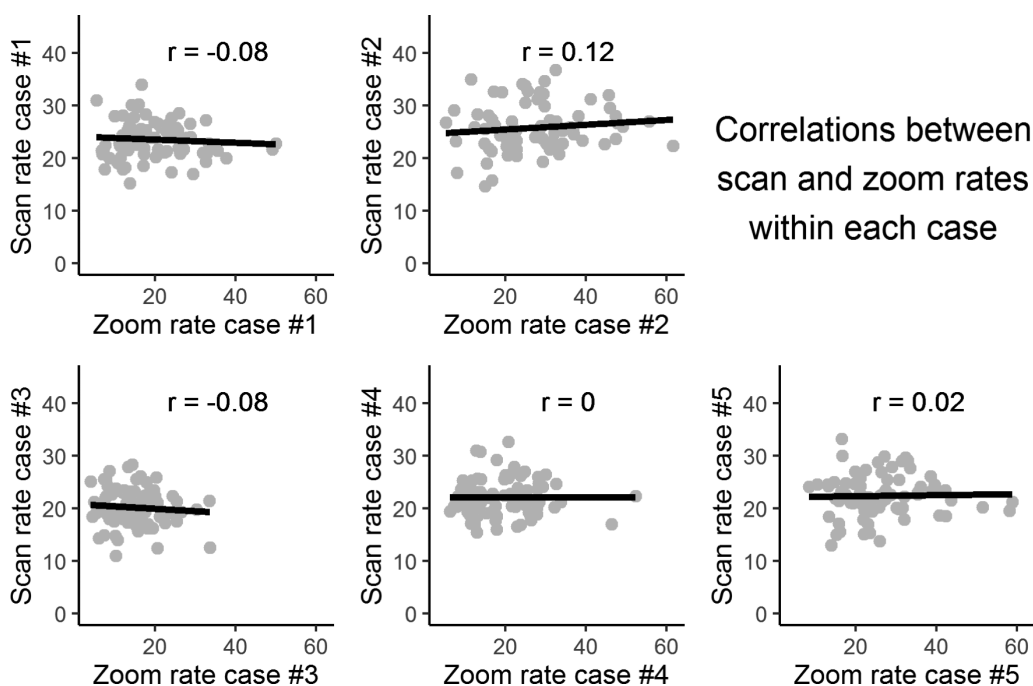 Scan rate case #1
r = -0.08
40
30
20
10
0
20 40 60
Zoom rate case #1
Scan rate case #2
r = 0.12
40
30
20
10
0
20 40 60
Zoom rate case #2
Correlations between
scan and zoom rates
within each case
Scan rate case #3
r = -0.08
40
30
20
10
0
20 40 60
Zoom rate case #3
Scan rate case #4
r = 0
40
30
20
10
0
20 40 60
Zoom rate case #4
Scan rate case #5
r = 0.02
40
30
20
10
0
20 40 60
Zoom rate case #5